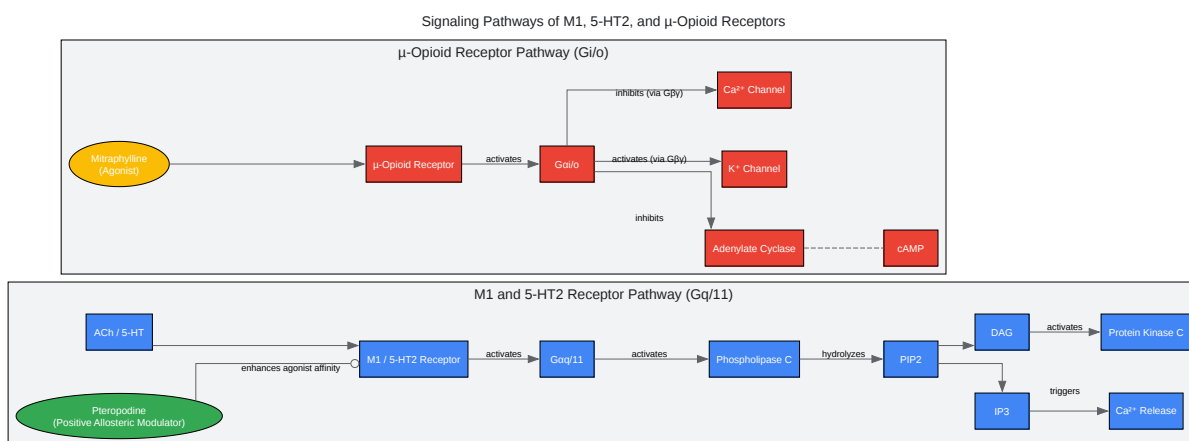 Signaling Pathways of M1, 5-HT2, and µ-Opioid Receptors
µ-Opioid Receptor Pathway (Gi/o)
Ca²⁺ Channel
inhibits (via Gβγ)
Mitraphylline
(Agonist)
µ-Opioid Receptor
activates
Gαi/o
activates (via Gβγ)
K⁺ Channel
inhibits
Adenylate Cyclase
cAMP
M1 and 5-HT2 Receptor Pathway (Gq/11)
ACh / 5-HT
enhances agonist affinity
Pteropodine
(Positive Allosteric Modulator)
M1 / 5-HT2 Receptor
activates
Gαq/11
activates
Phospholipase C
hydrolyzes
PIP2
DAG
activates
Protein Kinase C
IP3
triggers
Ca²⁺ Release